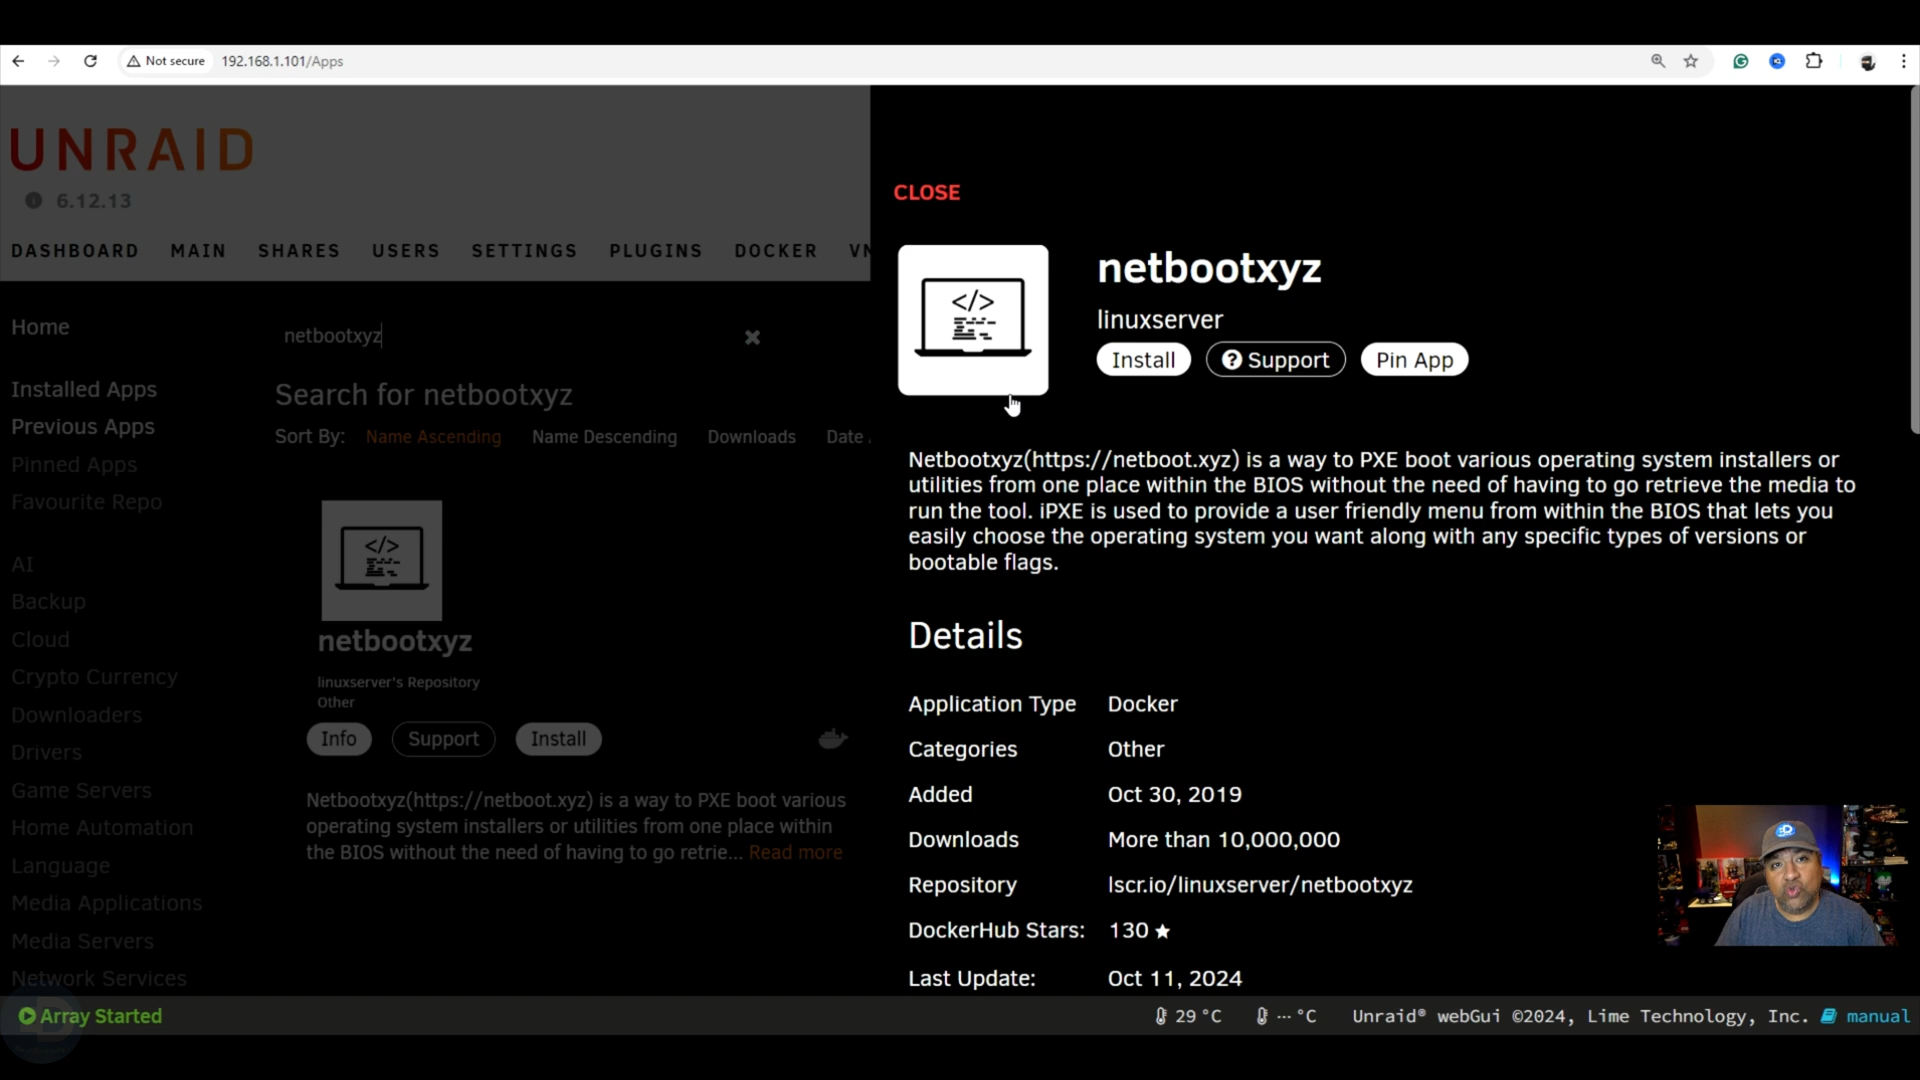 Not secure
192.168.1.101/Apps
UNRAID
6.12.13
DASHBOARD MAIN SHARES USERS SETTINGS PLUGINS DOCKER
Home
Installed Apps
Previous Apps
Pinned Apps
Favourite Repo
AI
Backup
Cloud
Crypto Currency
Downloaders
Drivers
Game Servers
Home Automation
Language
Media Applications
Media Servers
Network Services
netbootxyz
Search for netbootxyz
Sort By: Name Ascending Name Descending Downloads Date
</>
netbootxyz
linuxserver's Repository
Other
Info Support Install
Netbootxyz(https://netboot.xyz) is a way to PXE boot various
operating system installers or utilities from one place within
the BIOS without the need of having to go retrie... Read more
CLOSE
</>
netbootxyz
linuxserver
Install ? Support Pin App
Netbootxyz(https://netboot.xyz) is a way to PXE boot various operating system installers or
utilities from one place within the BIOS without the need of having to go retrieve the media to
run the tool. iPXE is used to provide a user friendly menu from within the BIOS that lets you
easily choose the operating system you want along with any specific types of versions or
bootable flags.
Details
Application Type Docker
Categories Other
Added Oct 30, 2019
Downloads More than 10,000,000
Repository lscr.io/linuxserver/netbootxyz
DockerHub Stars: 130 ★
Last Update: Oct 11, 2024
Array Started
29 °C --- °C Unraid® webGui ©2024, Lime Technology, Inc. manual